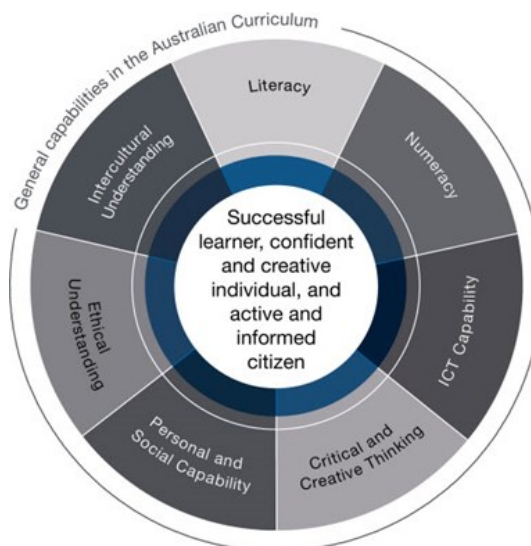 General capabilities in the Australian Curriculum
Literacy
Numeracy
ICT Capability
Critical and
Creative Thinking
Personal and
Social Capability
Ethical
Understanding
Intercultural
Understanding
Successful
learner, confident
and creative
individual, and
active and
informed
citizen